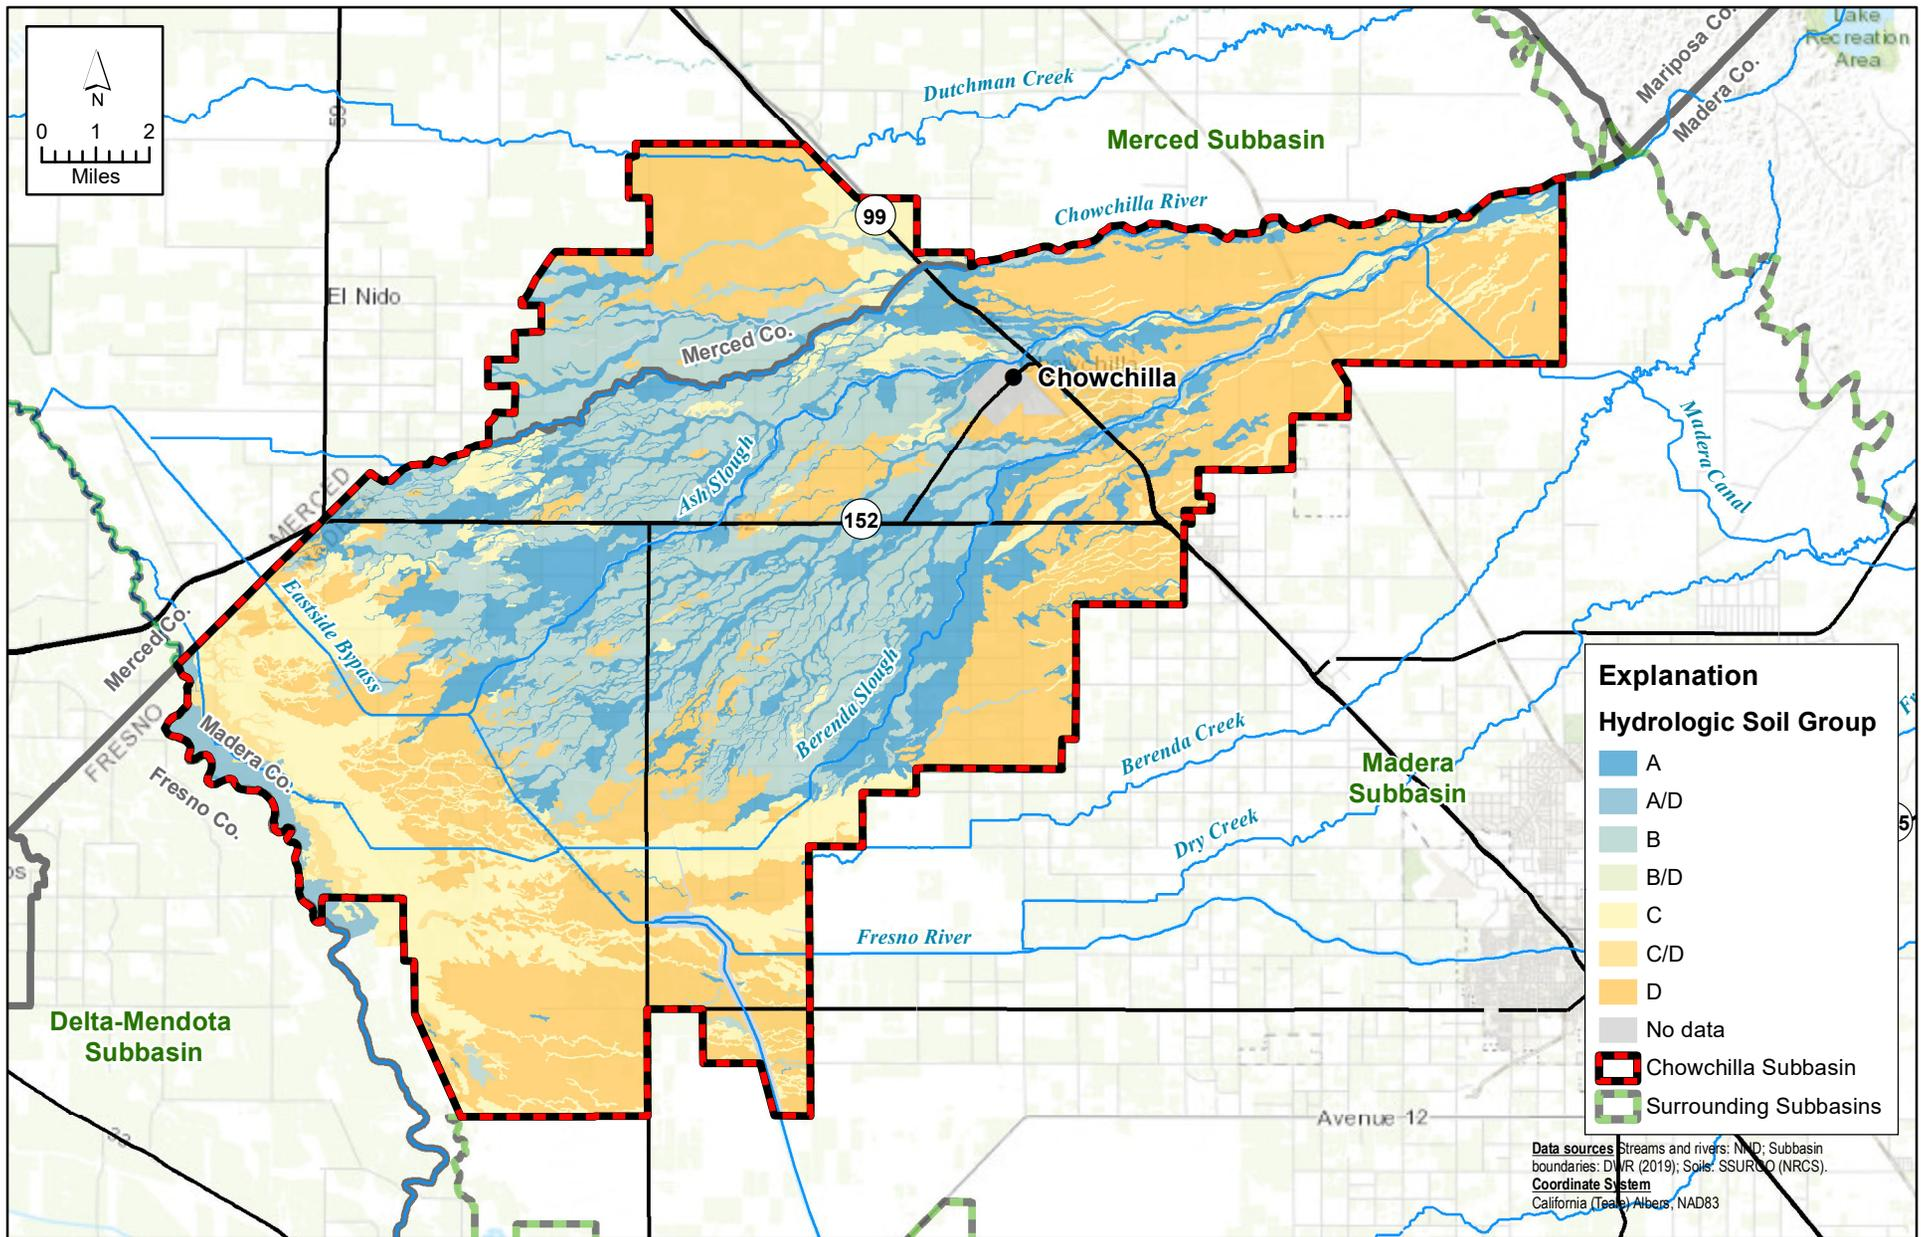 N
0 1 2
Miles
59
Dutchman Creek
Merced Subbasin
Mariposa Co.
Madera Co.
Lake
Recreation
Area
99
Chowchilla River
El Nido
Merced Co.
Chowchilla
Chowchilla
Madera Canal
Ash Slough
152
MERCED
Eastside Bypass
Merced Co.
FRESNO
Madera Co.
Fresno Co.
Berenda Slough
Berenda Creek
Madera
Subbasin
Dry Creek
Fresno River
Delta-Mendota
Subbasin
Avenue 12
33
Explanation
Hydrologic Soil Group
A
A/D
B
B/D
C
C/D
D
No data
Chowchilla Subbasin
Surrounding Subbasins
Data sources Streams and rivers: NHD; Subbasin
boundaries: DWR (2019); Soils: SSURGO (NRCS).
Coordinate System
California (Teale) Albers, NAD83